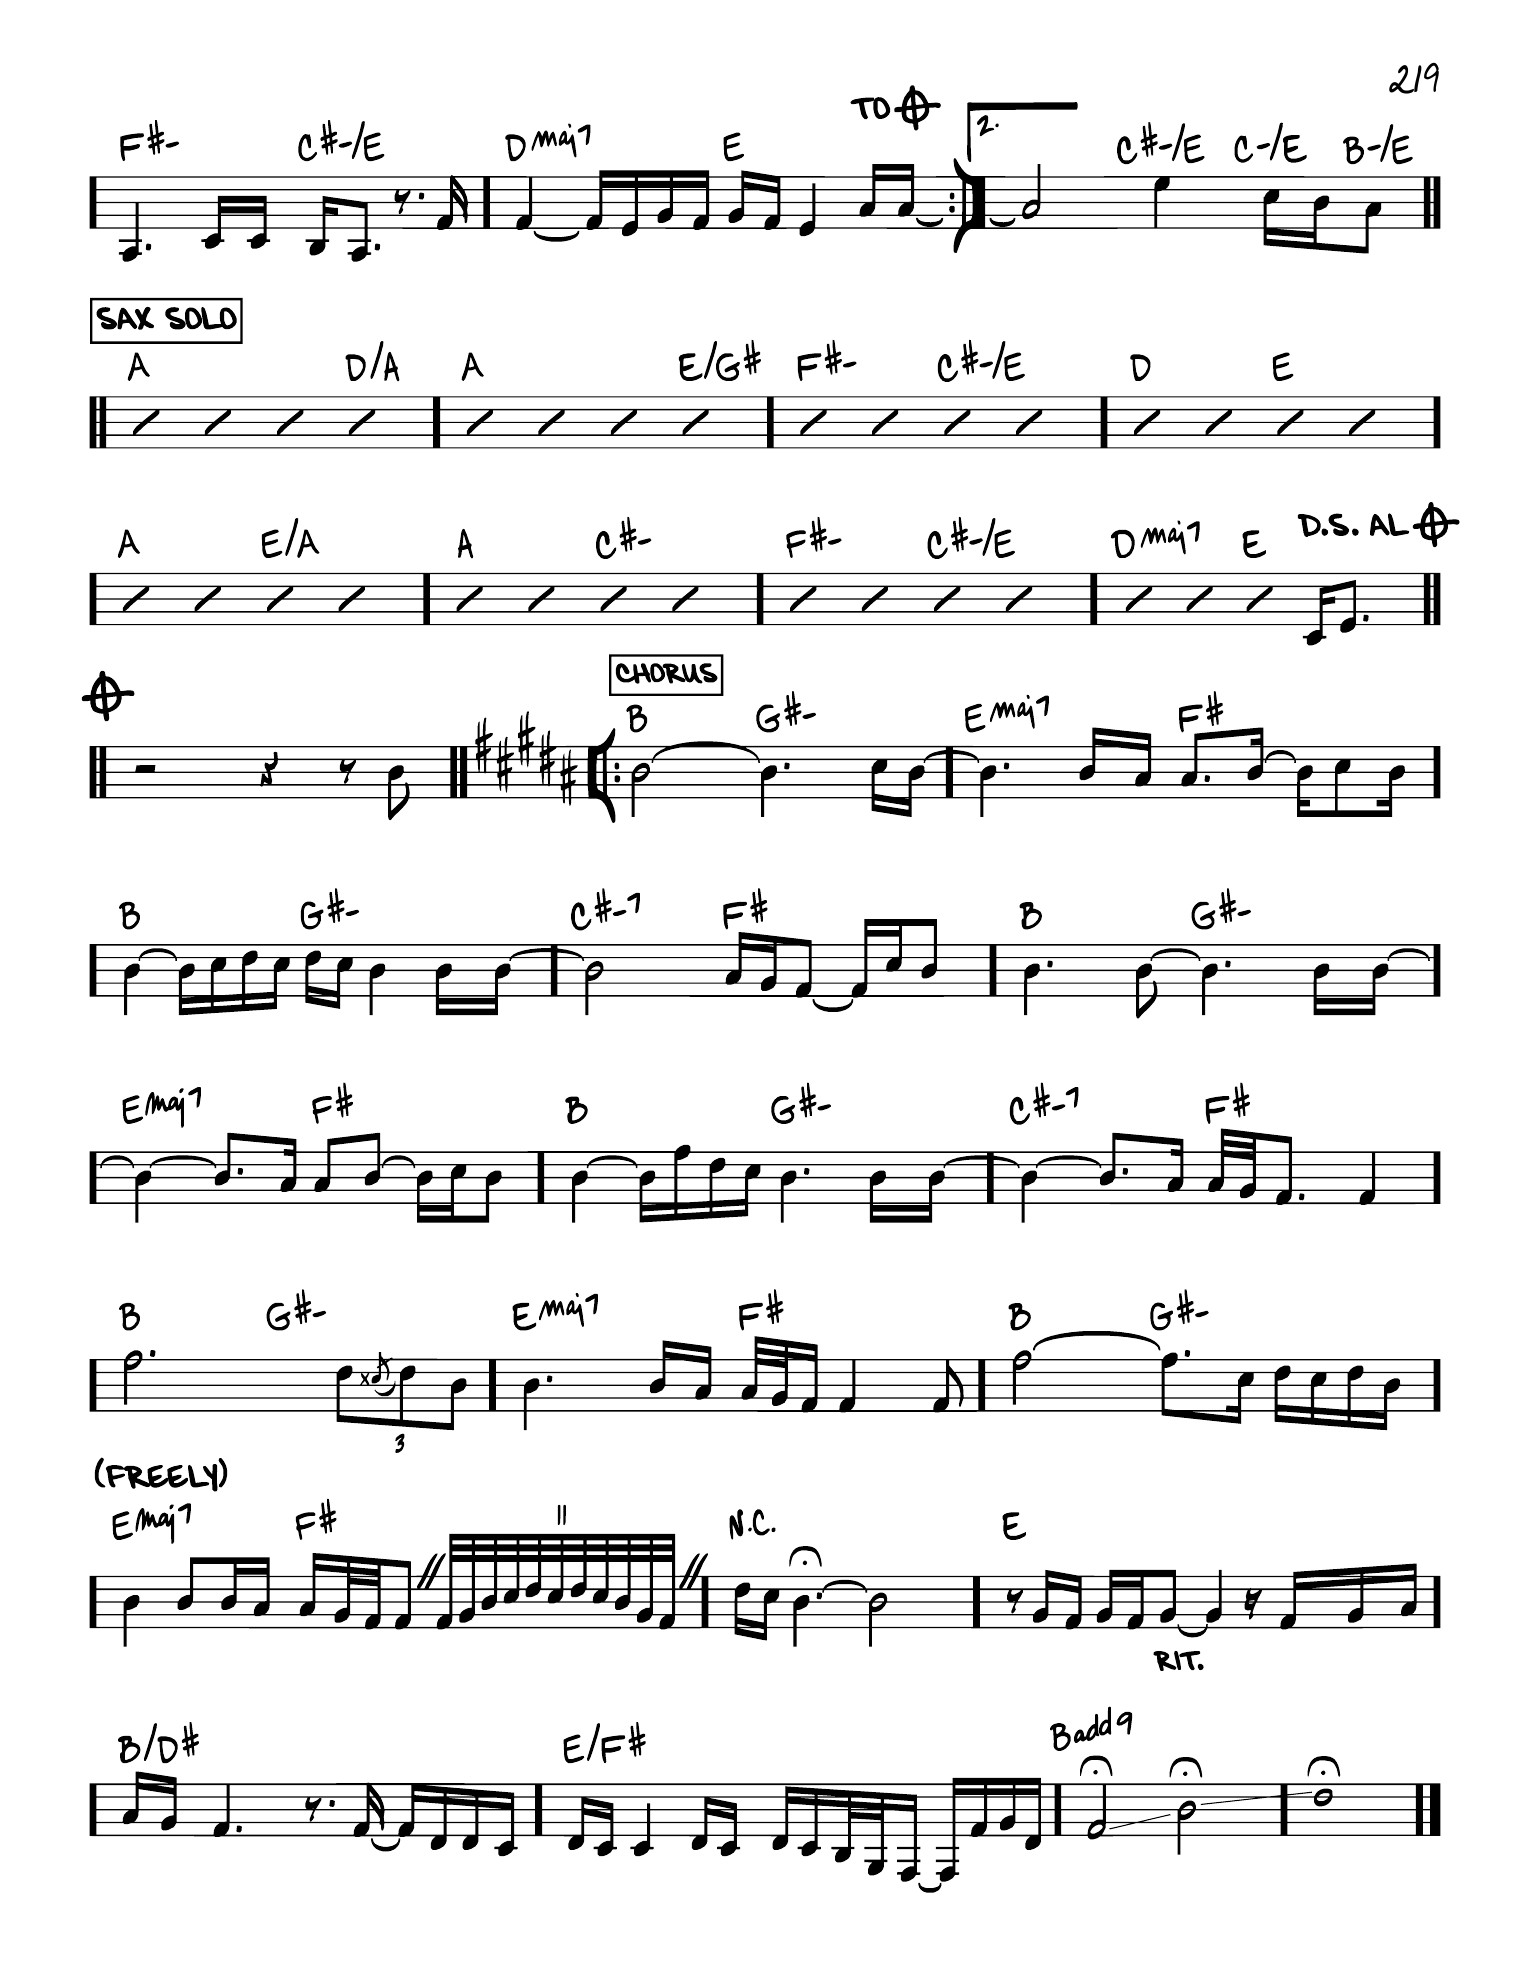 219
TO
2.
F#- C#-/E Dmaj7 E C#-/E C-/E B-/E
SAX SOLO
A D/A A E/G# F#- C#-/E D E
D.S. AL
A E/A A C#- F#- C#-/E Dmaj7 E
CHORUS
B G#- Emaj7 F#
B G#- C#-7 F# B G#-
Emaj7 F# B G#- C#-7 F#
B G#- Emaj7 F# B G#-
3
(FREELY)
Emaj7 F# 11 N.C. E
RIT.
B/D# E/F# Badd9